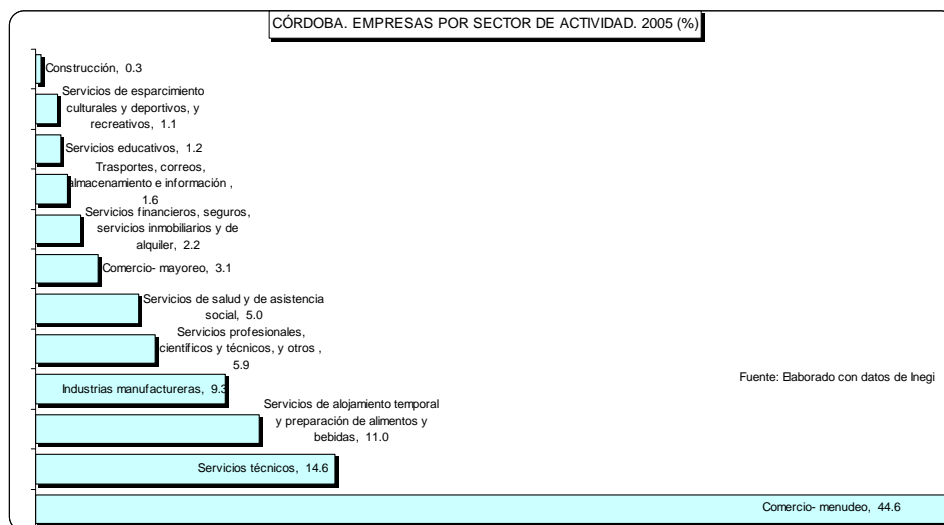 CÓRDOBA. EMPRESAS POR SECTOR DE ACTIVIDAD. 2005 (%)
Construcción, 0.3
Servicios de esparcimiento
culturales y deportivos, y
recreativos, 1.1
Servicios educativos, 1.2
Trasportes, correos,
almacenamiento e información ,
1.6
Servicios financieros, seguros,
servicios inmobiliarios y de
alquiler, 2.2
Comercio- mayoreo, 3.1
Servicios de salud y de asistencia
social, 5.0
Servicios profesionales,
científicos y técnicos, y otros ,
5.9
Industrias manufactureras, 9.3
Fuente: Elaborado con datos de Inegi
Servicios de alojamiento temporal
y preparación de alimentos y
bebidas, 11.0
Servicios técnicos, 14.6
Comercio- menudeo, 44.6